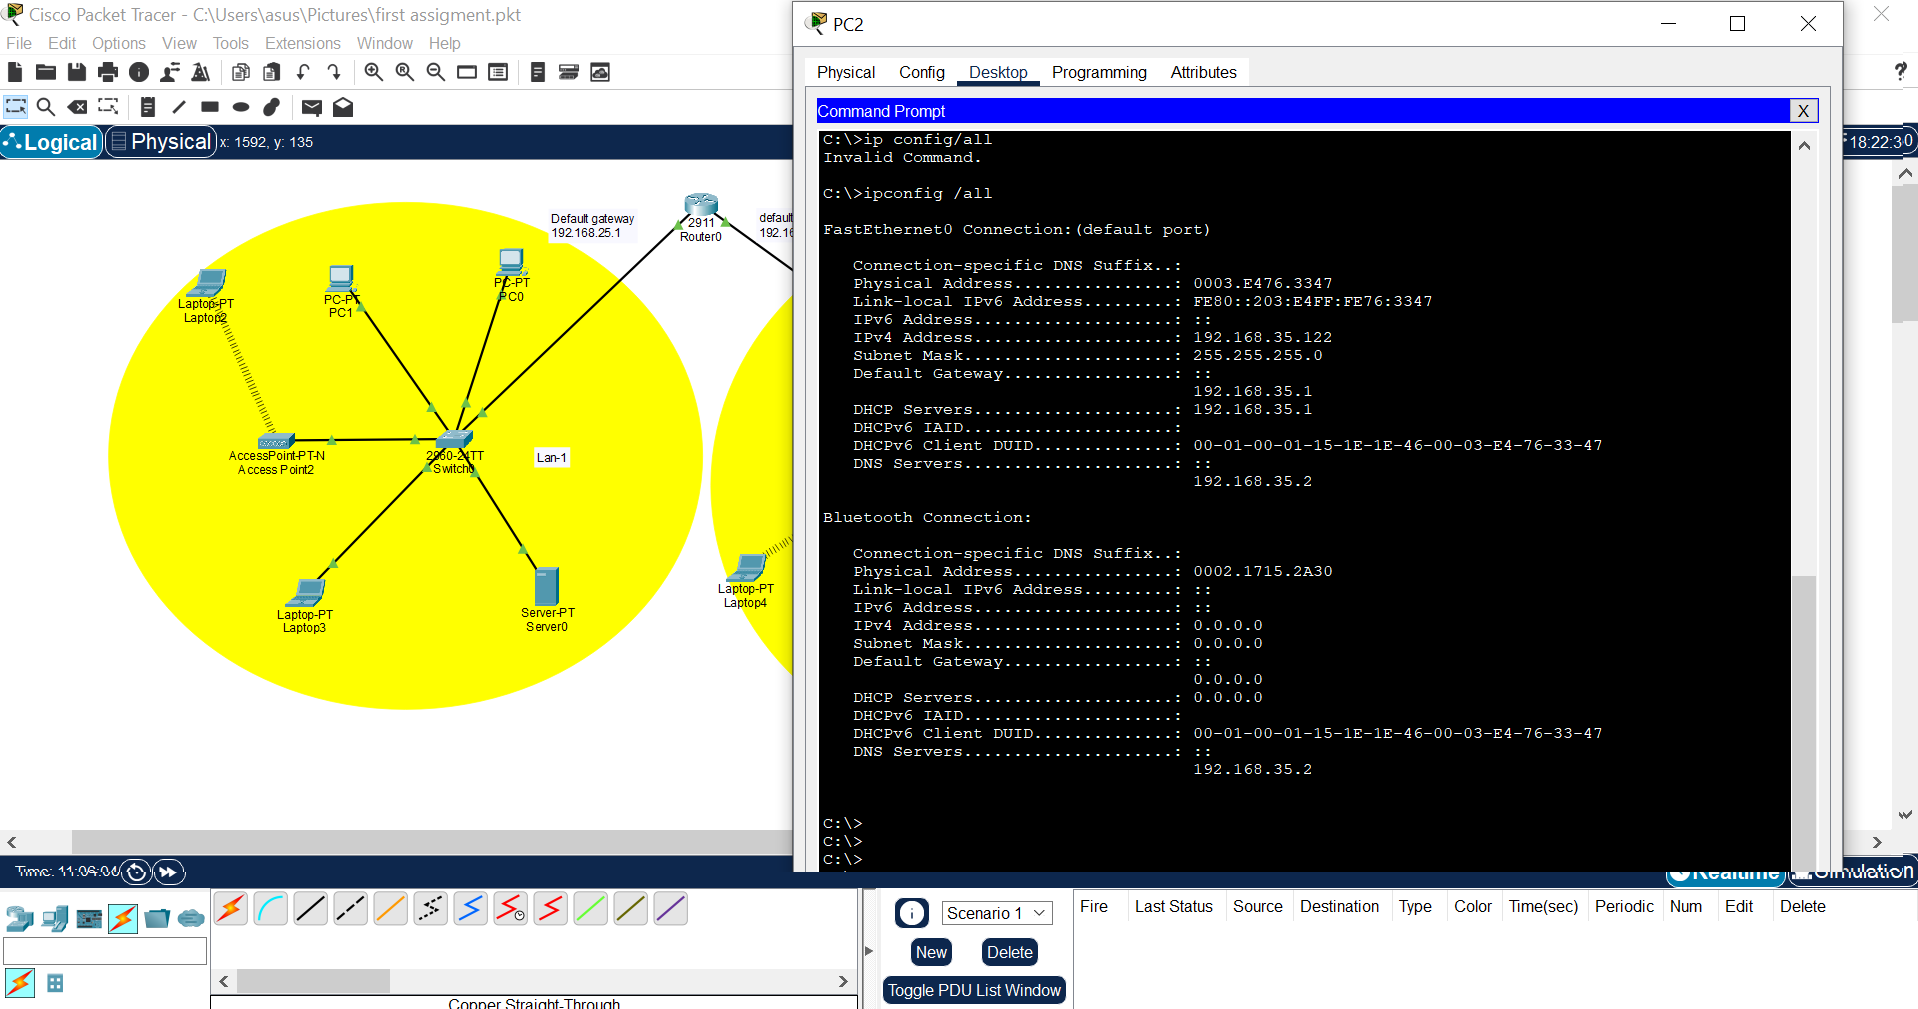 Cisco Packet Tracer - C:\Users\asus\Pictures\first assigment.pkt
File Edit Options View Tools Extensions Window Help
Logical Physical x: 1592, y: 135
18:22:30
Default gateway
192.168.25.1
2911
Router0
default
192.16
Laptop-PT
Laptop2
PC-PT
PC1
PC-PT
PC0
AccessPoint-PT-N
Access Point2
2960-24TT
Switch0
Lan-1
Laptop-PT
Laptop3
Server-PT
Server0
Laptop-PT
Laptop4
PC2
Physical Config Desktop Programming Attributes
Command Prompt X
C:\>ip config/all
Invalid Command.
C:\>ipconfig /all
FastEthernet0 Connection:(default port)
Connection-specific DNS Suffix..:
Physical Address................: 0003.E476.3347
Link-local IPv6 Address.........: FE80::203:E4FF:FE76:3347
IPv6 Address....................: ::
IPv4 Address....................: 192.168.35.122
Subnet Mask.....................: 255.255.255.0
Default Gateway.................: ::
192.168.35.1
DHCP Servers....................: 192.168.35.1
DHCPv6 IAID.....................:
DHCPv6 Client DUID..............: 00-01-00-01-15-1E-1E-46-00-03-E4-76-33-47
DNS Servers.....................: ::
192.168.35.2
Bluetooth Connection:
Connection-specific DNS Suffix..:
Physical Address................: 0002.1715.2A30
Link-local IPv6 Address.........: ::
IPv6 Address....................: ::
IPv4 Address....................: 0.0.0.0
Subnet Mask.....................: 0.0.0.0
Default Gateway.................: ::
0.0.0.0
DHCP Servers....................: 0.0.0.0
DHCPv6 IAID.....................:
DHCPv6 Client DUID..............: 00-01-00-01-15-1E-1E-46-00-03-E4-76-33-47
DNS Servers.....................: ::
192.168.35.2
C:\>
C:\>
C:\>
Time: 11:06:04
Realtime Simulation
Scenario 1
New Delete
Toggle PDU List Window
Fire Last Status Source Destination Type Color Time(sec) Periodic Num Edit Delete
Copper Straight-Through